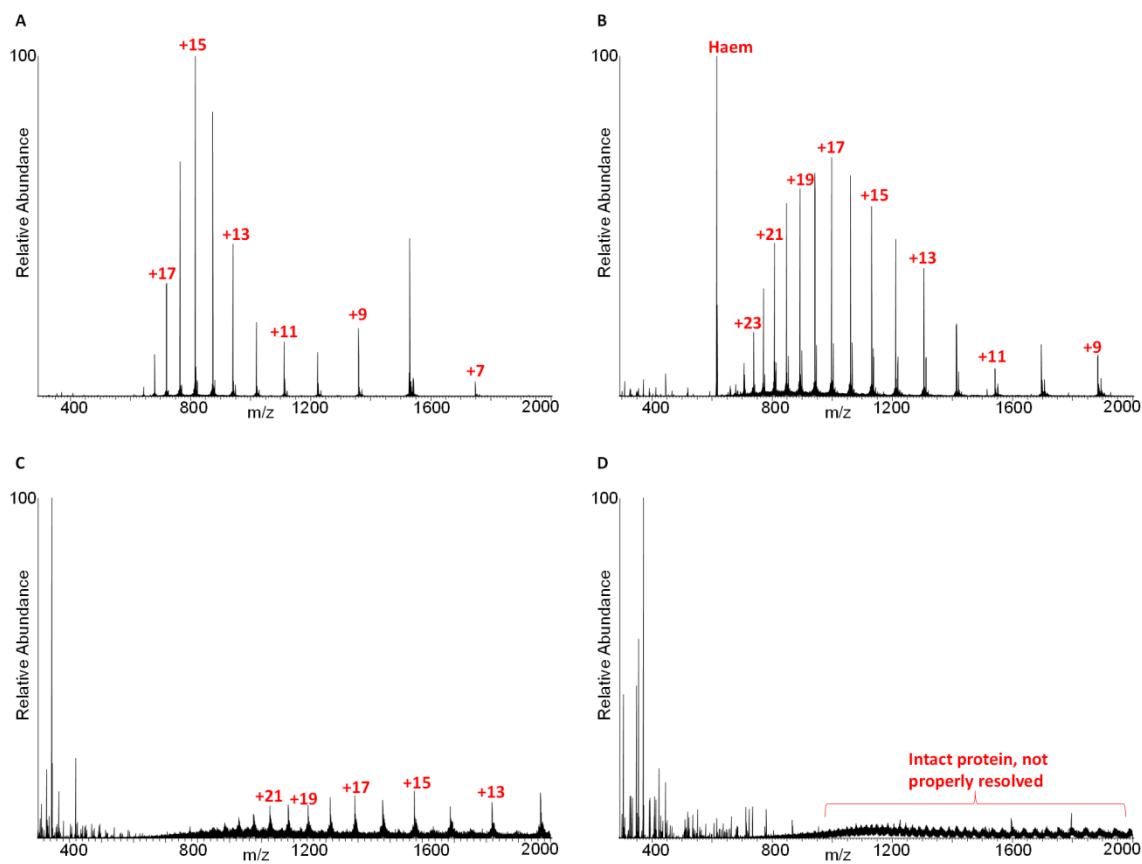 A
100
Relative Abundance
+15
+17
+13
+11
+9
+7
400
800
1200
1600
2000
m/z
B
100
Relative Abundance
Haem
+23
+21
+19
+17
+15
+13
+11
+9
400
800
1200
1600
2000
m/z
C
100
Relative Abundance
+21
+19
+17
+15
+13
400
800
1200
1600
2000
m/z
D
100
Relative Abundance
Intact protein, not
properly resolved
400
800
1200
1600
2000
m/z